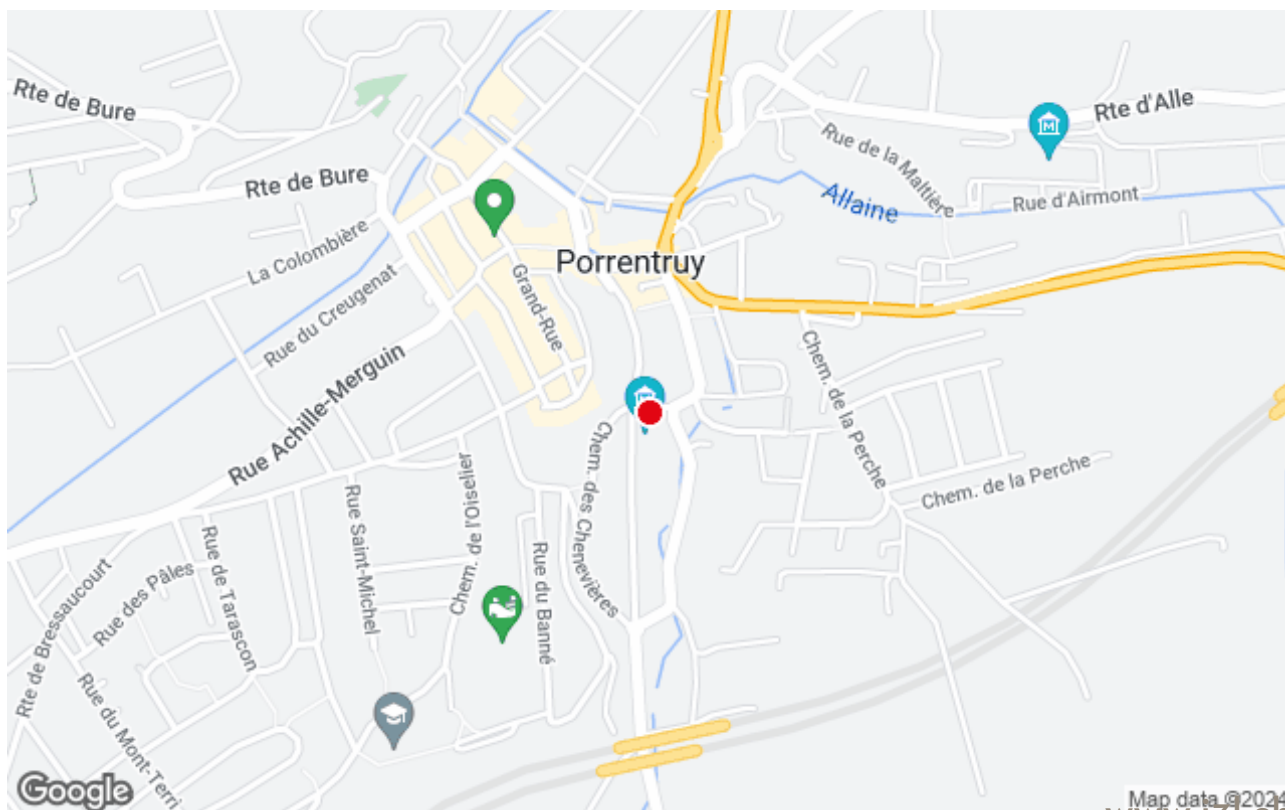 Rte de Bure
Rte d'Alle
Rue de la Maltière
Rte de Bure
Allaine
Rue d'Airmont
La Colombière
Porrentruy
Grand-Rue
Rue du Creugenat
Rue Achille-Merguin
Chem. de la Perche
Chem. de l'Oiselier
Chem. des Chenevières
Chem. de la Perche
Rue Saint-Michel
Rue de Tarascon
Rue des Pâles
Rue du Banné
Rte de Bressaucourt
Rue du Mont-Terri
M
Google
Map data ©2024